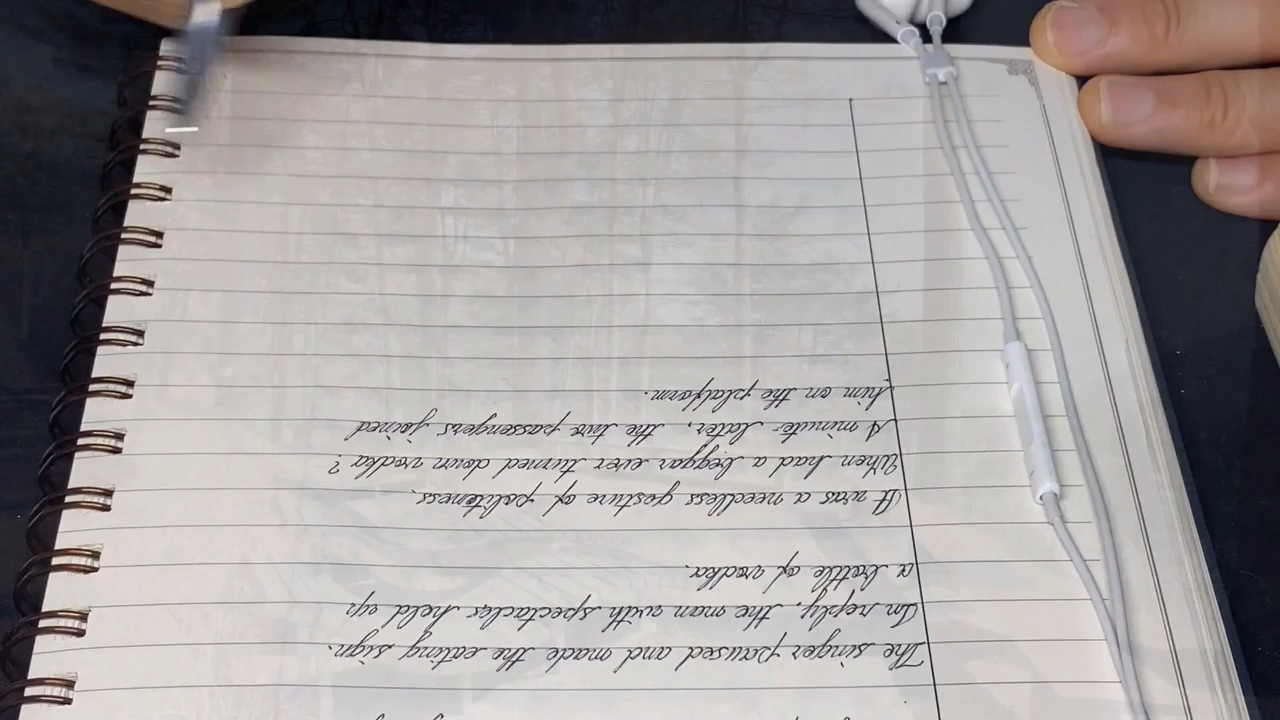 The singer paused and made the eating sign.
In reply, the man with spectacles held up
a bottle of vodka.
It was a needless gesture of politeness.
When had a beggar ever turned down vodka?
A minute later, the two passengers joined
him on the platform.